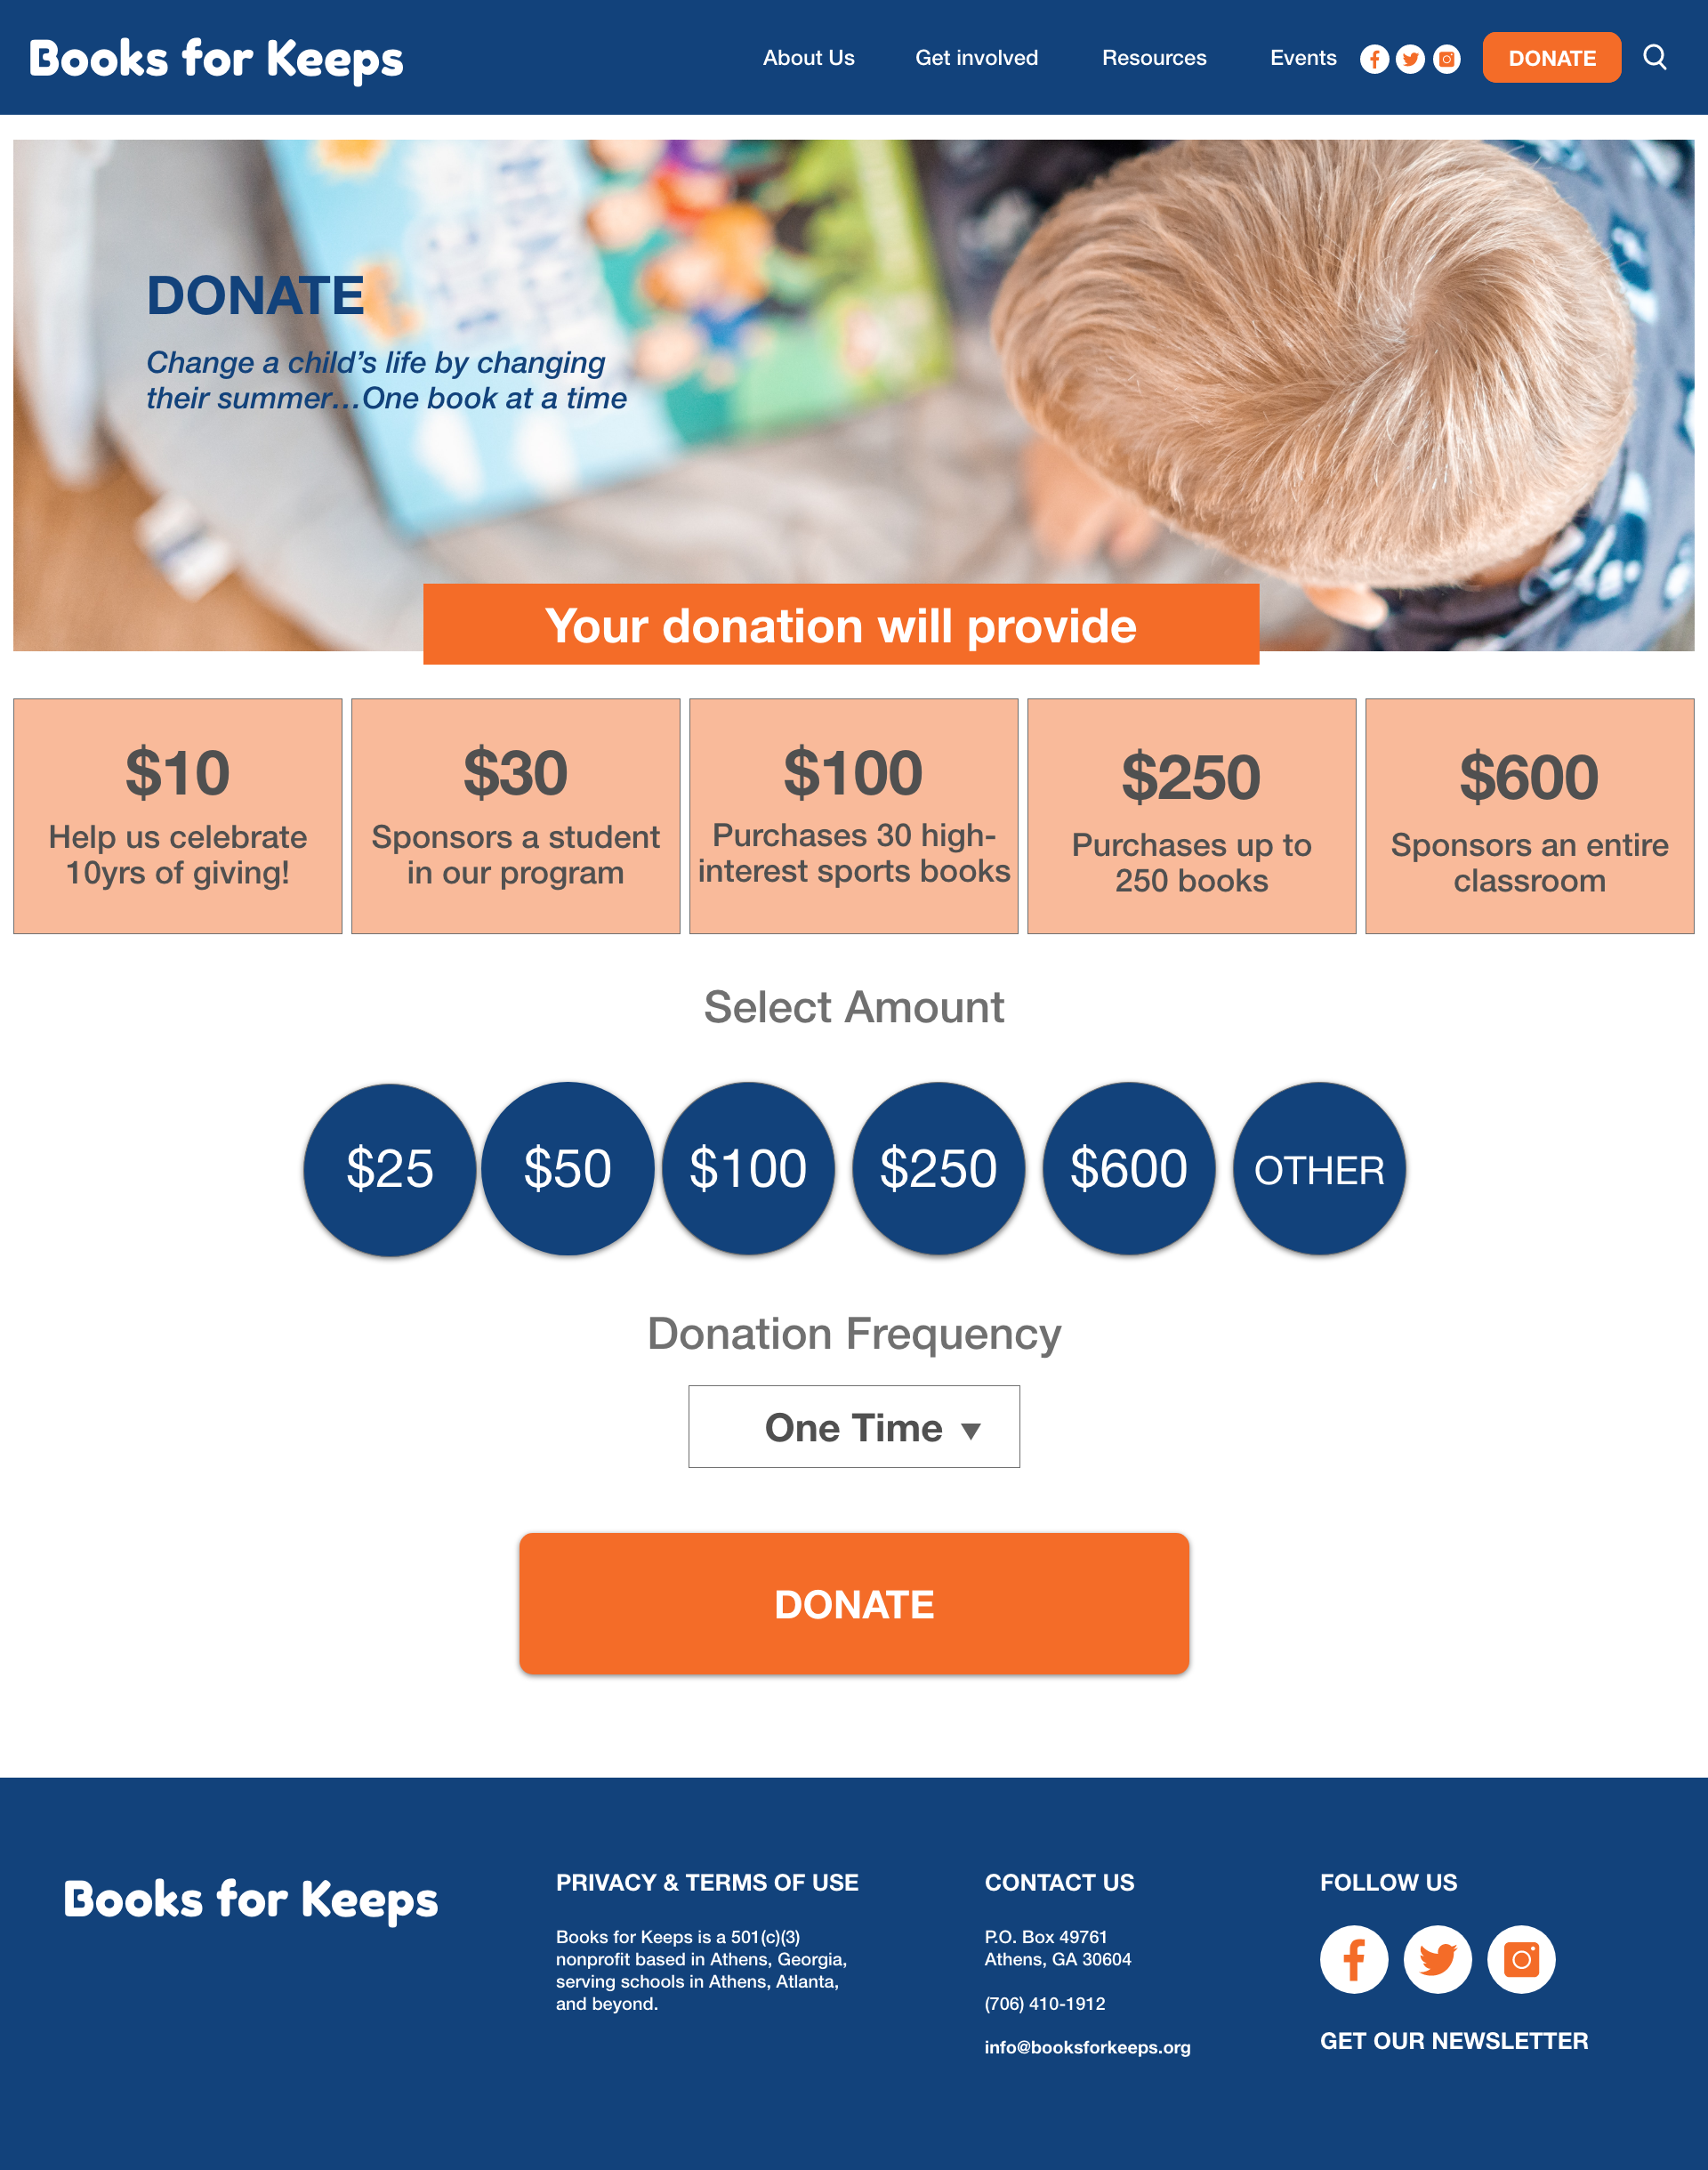 Books for Keeps
About Us
Get involved
Resources
Events
DONATE
DONATE
Change a child’s life by changing
their summer...One book at a time
Your donation will provide
$10
Help us celebrate
10yrs of giving!
$30
Sponsors a student
in our program
$100
Purchases 30 high-
interest sports books
$250
Purchases up to
250 books
$600
Sponsors an entire
classroom
Select Amount
$25
$50
$100
$250
$600
OTHER
Donation Frequency
One Time
DONATE
Books for Keeps
PRIVACY & TERMS OF USE
Books for Keeps is a 501(c)(3)
nonprofit based in Athens, Georgia,
serving schools in Athens, Atlanta,
and beyond.
CONTACT US
P.O. Box 49761
Athens, GA 30604
(706) 410-1912
info@booksforkeeps.org
FOLLOW US
GET OUR NEWSLETTER